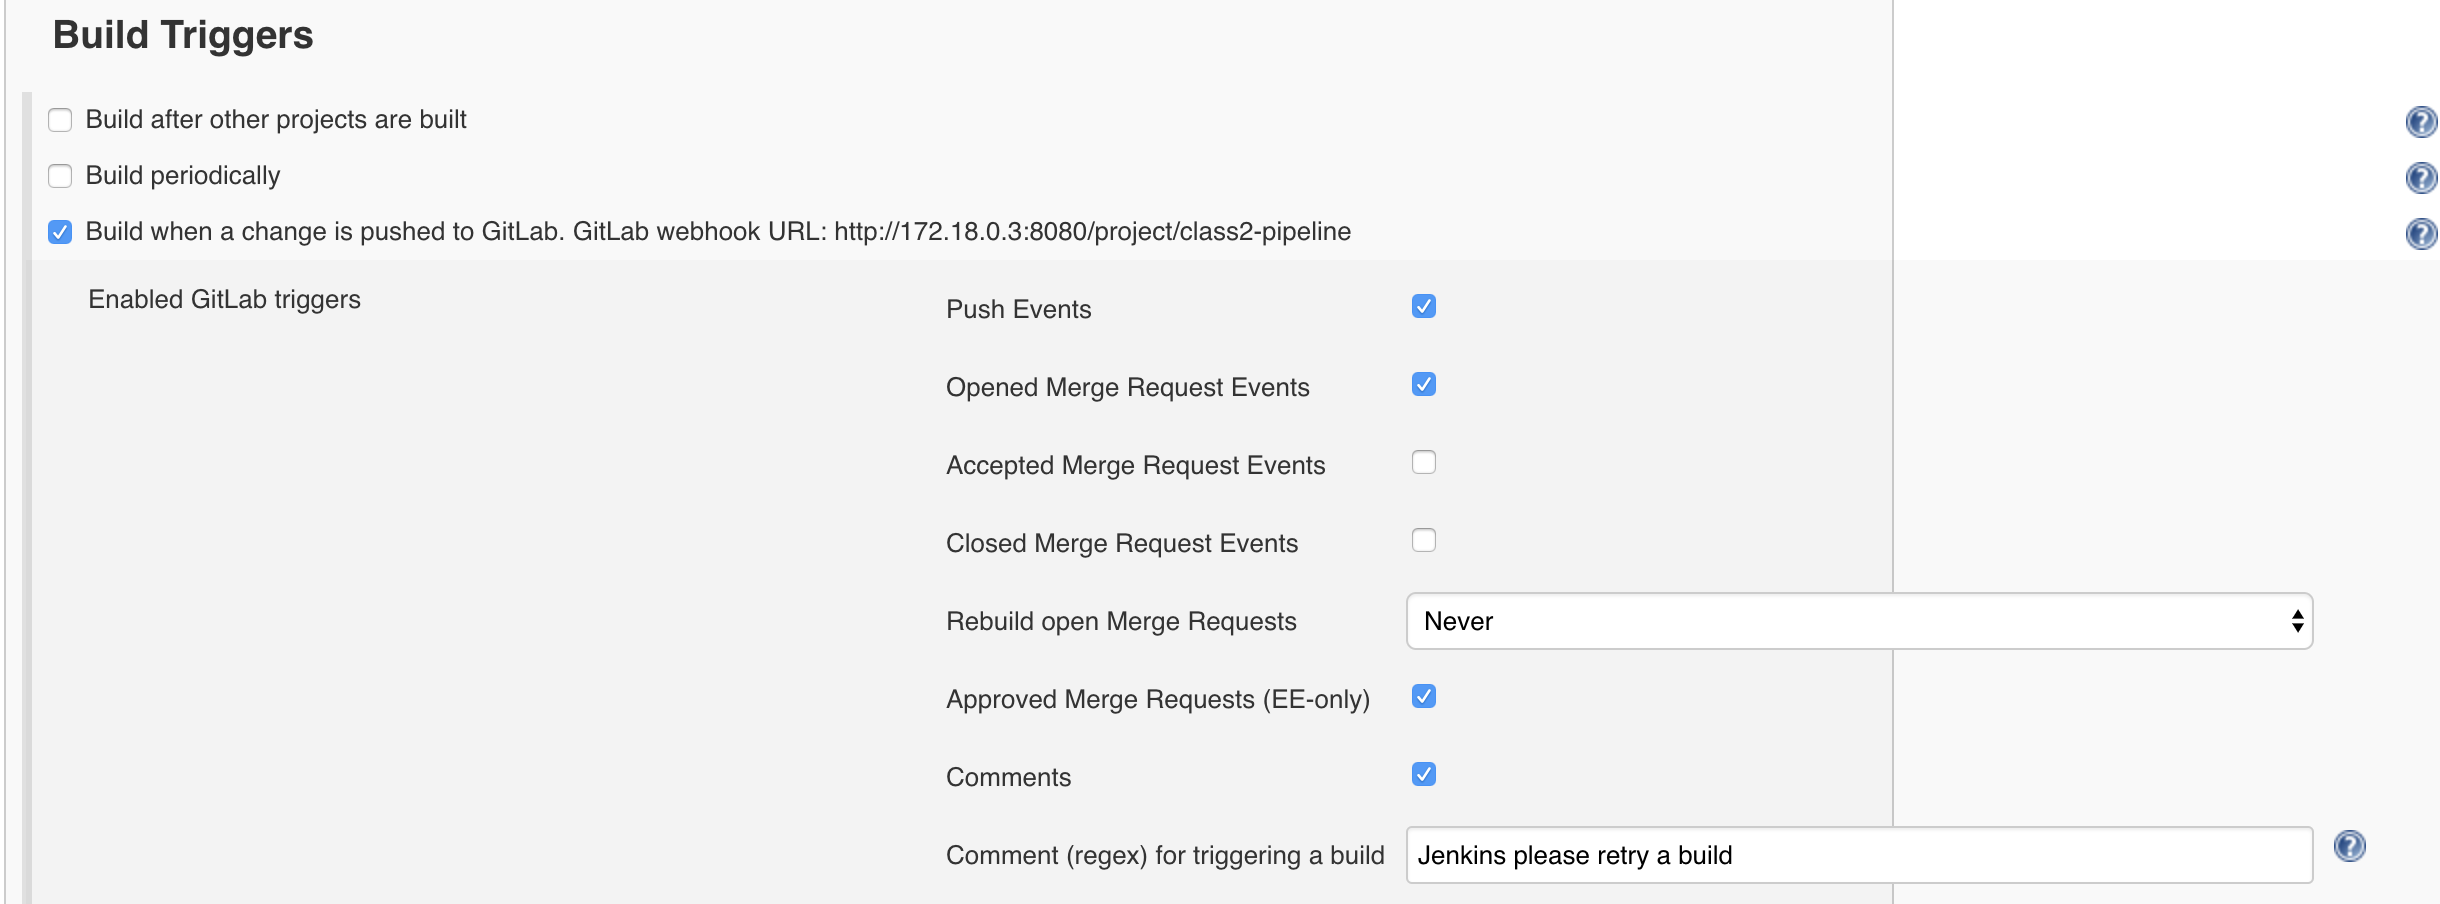 Build Triggers
Build after other projects are built
Build periodically
Build when a change is pushed to GitLab. GitLab webhook URL: http://172.18.0.3:8080/project/class2-pipeline
Enabled GitLab triggers
Push Events
Opened Merge Request Events
Accepted Merge Request Events
Closed Merge Request Events
Rebuild open Merge Requests Never
Approved Merge Requests (EE-only)
Comments
Comment (regex) for triggering a build Jenkins please retry a build